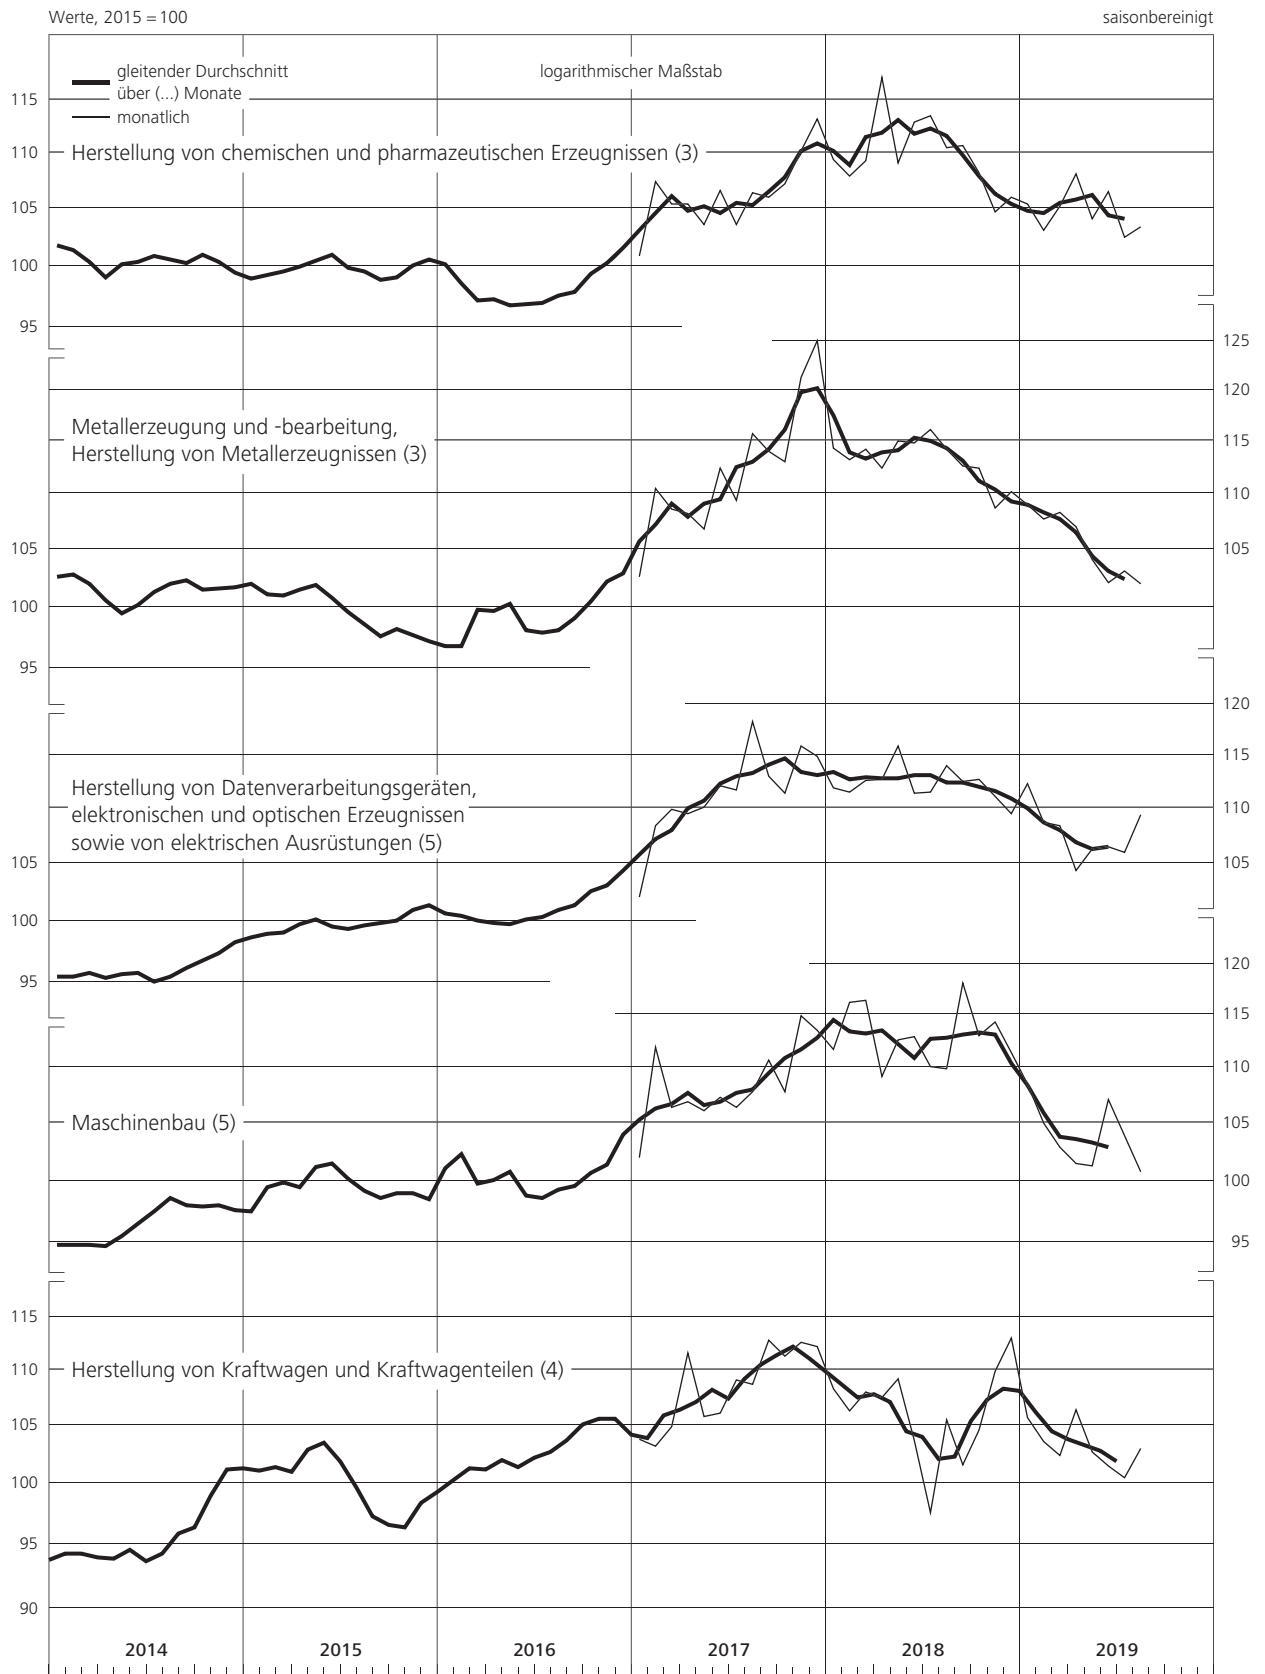 Werte, 2015 = 100
saisonbereinigt
gleitender Durchschnitt
über (...) Monate
monatlich
logarithmischer Maßstab
115
110
105
100
95
Herstellung von chemischen und pharmazeutischen Erzeugnissen (3)
125
120
115
110
105
105
100
95
Metallerzeugung und -bearbeitung,
Herstellung von Metallerzeugnissen (3)
120
115
110
105
105
100
95
Herstellung von Datenverarbeitungsgeräten,
elektronischen und optischen Erzeugnissen
sowie von elektrischen Ausrüstungen (5)
120
115
110
105
100
95
Maschinenbau (5)
115
110
105
100
95
90
Herstellung von Kraftwagen und Kraftwagenteilen (4)
2014
2015
2016
2017
2018
2019